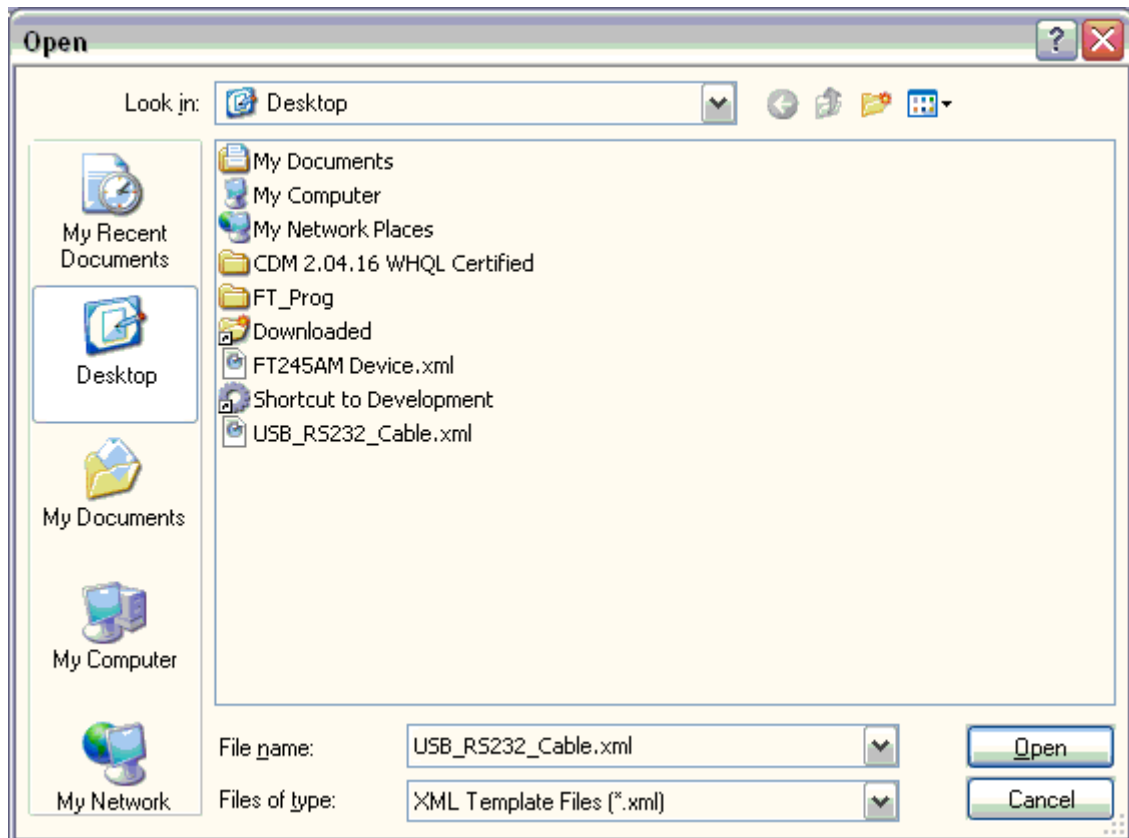 Open
Look in: Desktop
My Recent
Documents
Desktop
My Documents
My Computer
My Network
My Documents
My Computer
My Network Places
CDM 2.04.16 WHQL Certified
FT_Prog
Downloaded
FT245AM Device.xml
Shortcut to Development
USB_RS232_Cable.xml
File name: USB_RS232_Cable.xml Open
Files of type: XML Template Files (*.xml) Cancel